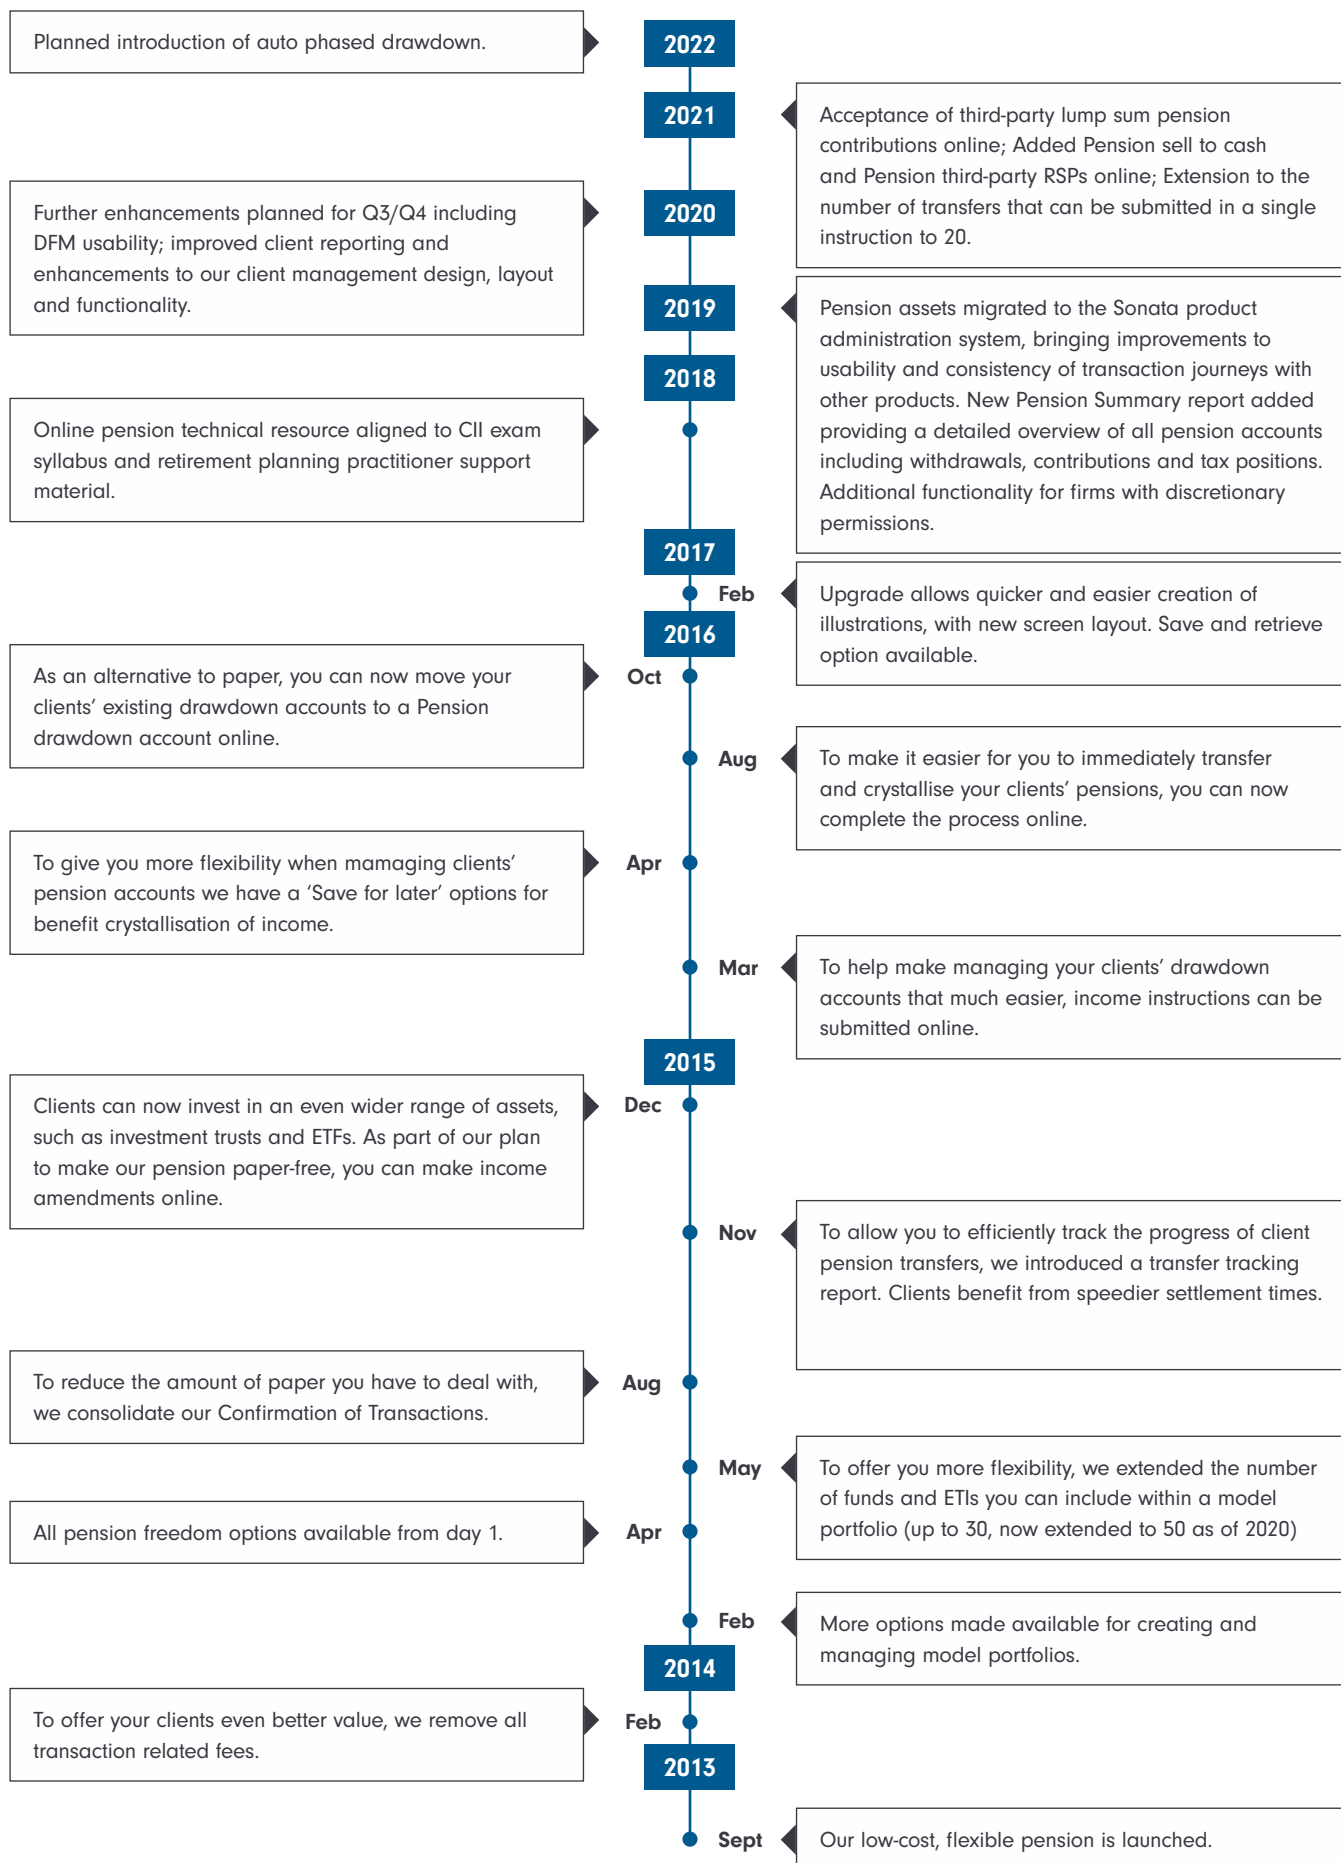 Planned introduction of auto phased drawdown.
2022
2021
Acceptance of third-party lump sum pension
contributions online; Added Pension sell to cash
and Pension third-party RSPs online; Extension to the
number of transfers that can be submitted in a single
instruction to 20.
Further enhancements planned for Q3/Q4 including
DFM usability; improved client reporting and
enhancements to our client management design, layout
and functionality.
2020
2019
Pension assets migrated to the Sonata product
administration system, bringing improvements to
usability and consistency of transaction journeys with
other products. New Pension Summary report added
providing a detailed overview of all pension accounts
including withdrawals, contributions and tax positions.
Additional functionality for firms with discretionary
permissions.
2018
Online pension technical resource aligned to CII exam
syllabus and retirement planning practitioner support
material.
2017
Feb
Upgrade allows quicker and easier creation of
illustrations, with new screen layout. Save and retrieve
option available.
2016
As an alternative to paper, you can now move your
clients’ existing drawdown accounts to a Pension
drawdown account online.
Oct
Aug
To make it easier for you to immediately transfer
and crystallise your clients’ pensions, you can now
complete the process online.
To give you more flexibility when mamaging clients’
pension accounts we have a ‘Save for later’ options for
benefit crystallisation of income.
Apr
Mar
To help make managing your clients’ drawdown
accounts that much easier, income instructions can be
submitted online.
2015
Clients can now invest in an even wider range of assets,
such as investment trusts and ETFs. As part of our plan
to make our pension paper-free, you can make income
amendments online.
Dec
Nov
To allow you to efficiently track the progress of client
pension transfers, we introduced a transfer tracking
report. Clients benefit from speedier settlement times.
To reduce the amount of paper you have to deal with,
we consolidate our Confirmation of Transactions.
Aug
May
To offer you more flexibility, we extended the number
of funds and ETIs you can include within a model
portfolio (up to 30, now extended to 50 as of 2020)
All pension freedom options available from day 1.
Apr
Feb
More options made available for creating and
managing model portfolios.
2014
To offer your clients even better value, we remove all
transaction related fees.
Feb
2013
Sept
Our low-cost, flexible pension is launched.